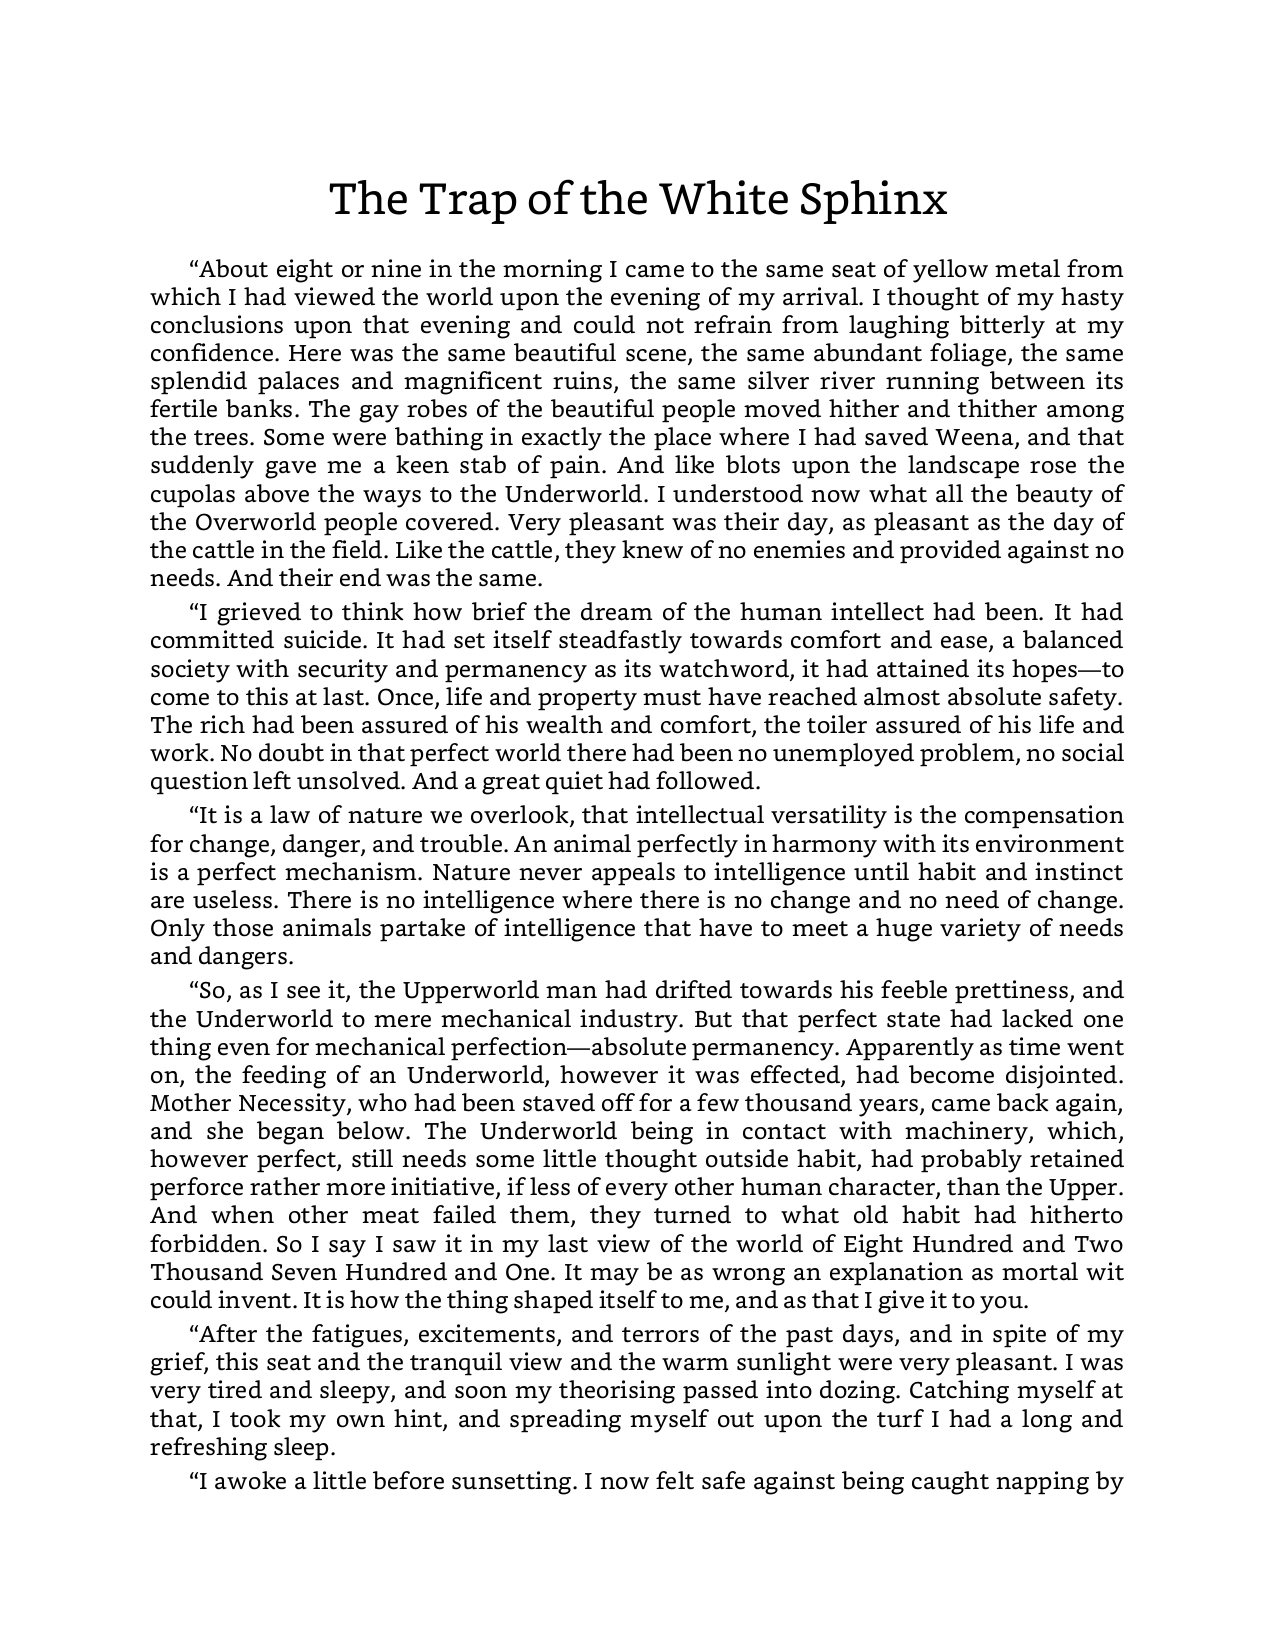 The Trap of the White Sphinx
“About eight or nine in the morning I came to the same seat of yellow metal from
which I had viewed the world upon the evening of my arrival. I thought of my hasty
conclusions upon that evening and could not refrain from laughing bitterly at my
confidence. Here was the same beautiful scene, the same abundant foliage, the same
splendid palaces and magnificent ruins, the same silver river running between its
fertile banks. The gay robes of the beautiful people moved hither and thither among
the trees. Some were bathing in exactly the place where I had saved Weena, and that
suddenly gave me a keen stab of pain. And like blots upon the landscape rose the
cupolas above the ways to the Underworld. I understood now what all the beauty of
the Overworld people covered. Very pleasant was their day, as pleasant as the day of
the cattle in the field. Like the cattle, they knew of no enemies and provided against no
needs. And their end was the same.
“I grieved to think how brief the dream of the human intellect had been. It had
committed suicide. It had set itself steadfastly towards comfort and ease, a balanced
society with security and permanency as its watchword, it had attained its hopes—to
come to this at last. Once, life and property must have reached almost absolute safety.
The rich had been assured of his wealth and comfort, the toiler assured of his life and
work. No doubt in that perfect world there had been no unemployed problem, no social
question left unsolved. And a great quiet had followed.
“It is a law of nature we overlook, that intellectual versatility is the compensation
for change, danger, and trouble. An animal perfectly in harmony with its environment
is a perfect mechanism. Nature never appeals to intelligence until habit and instinct
are useless. There is no intelligence where there is no change and no need of change.
Only those animals partake of intelligence that have to meet a huge variety of needs
and dangers.
“So, as I see it, the Upperworld man had drifted towards his feeble prettiness, and
the Underworld to mere mechanical industry. But that perfect state had lacked one
thing even for mechanical perfection—absolute permanency. Apparently as time went
on, the feeding of an Underworld, however it was effected, had become disjointed.
Mother Necessity, who had been staved off for a few thousand years, came back again,
and she began below. The Underworld being in contact with machinery, which,
however perfect, still needs some little thought outside habit, had probably retained
perforce rather more initiative, if less of every other human character, than the Upper.
And when other meat failed them, they turned to what old habit had hitherto
forbidden. So I say I saw it in my last view of the world of Eight Hundred and Two
Thousand Seven Hundred and One. It may be as wrong an explanation as mortal wit
could invent. It is how the thing shaped itself to me, and as that I give it to you.
“After the fatigues, excitements, and terrors of the past days, and in spite of my
grief, this seat and the tranquil view and the warm sunlight were very pleasant. I was
very tired and sleepy, and soon my theorising passed into dozing. Catching myself at
that, I took my own hint, and spreading myself out upon the turf I had a long and
refreshing sleep.
“I awoke a little before sunsetting. I now felt safe against being caught napping by